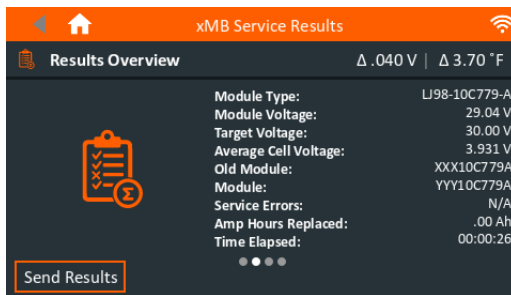 xMB Service Results
Results Overview Δ .040 V | Δ 3.70 °F
Module Type: LJ98-10C779-A
Module Voltage: 29.04 V
Target Voltage: 30.00 V
Average Cell Voltage: 3.931 V
Old Module: XXX10C779A
Module: YYY10C779A
Service Errors: N/A
Amp Hours Replaced: .00 Ah
Time Elapsed: 00:00:26
Send Results